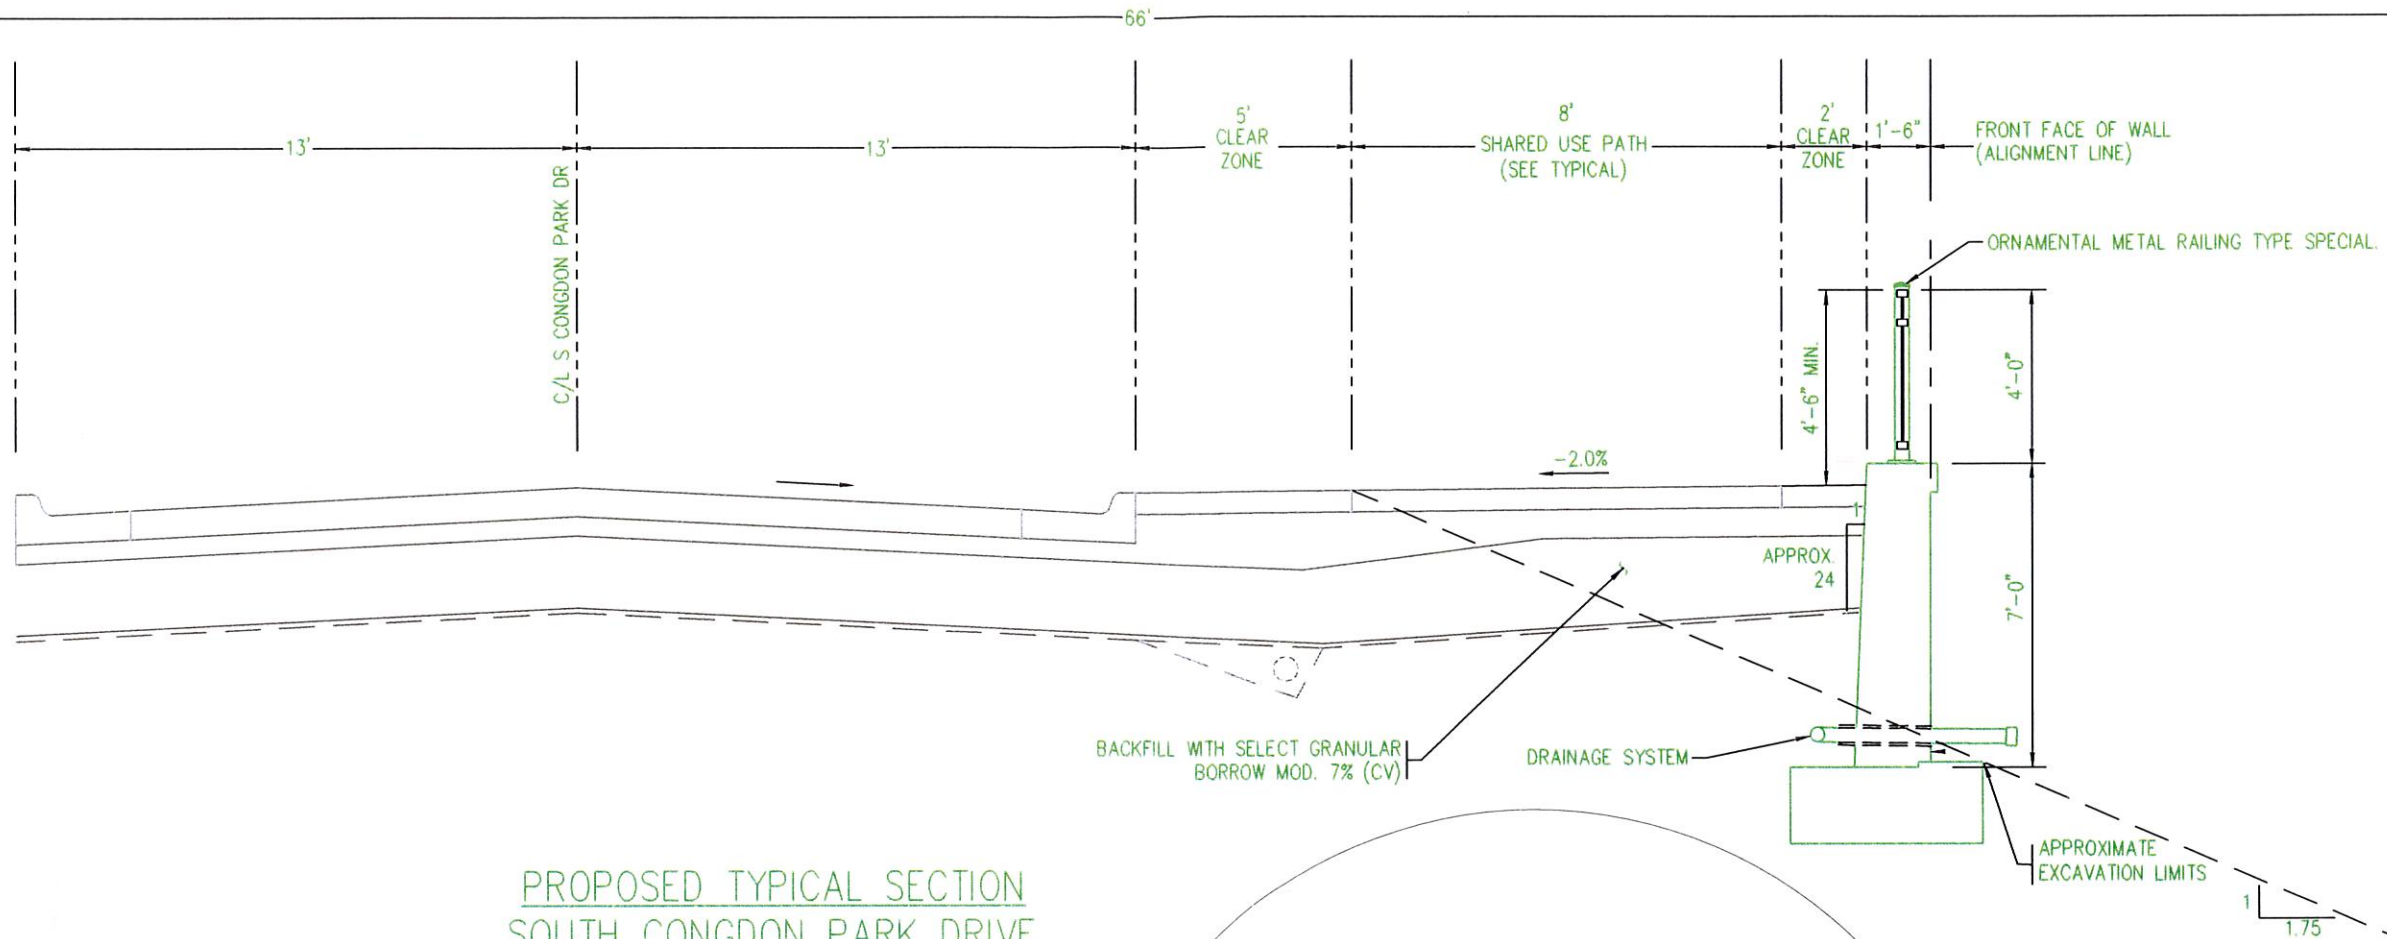 66'
13'
13'
5'
CLEAR
ZONE
8'
SHARED USE PATH
(SEE TYPICAL)
2'
CLEAR
ZONE
1'-6"
FRONT FACE OF WALL
(ALIGNMENT LINE)
C/L S CONGDON PARK DR
ORNAMENTAL METAL RAILING TYPE SPECIAL.
4'-6" MIN.
4'-0"
-2.0%
1
APPROX.
24
7'-0"
BACKFILL WITH SELECT GRANULAR
BORROW MOD. 7% (CV)
DRAINAGE SYSTEM
APPROXIMATE
EXCAVATION LIMITS
1
1.75
PROPOSED TYPICAL SECTION
SOUTH CONGDON PARK DRIVE